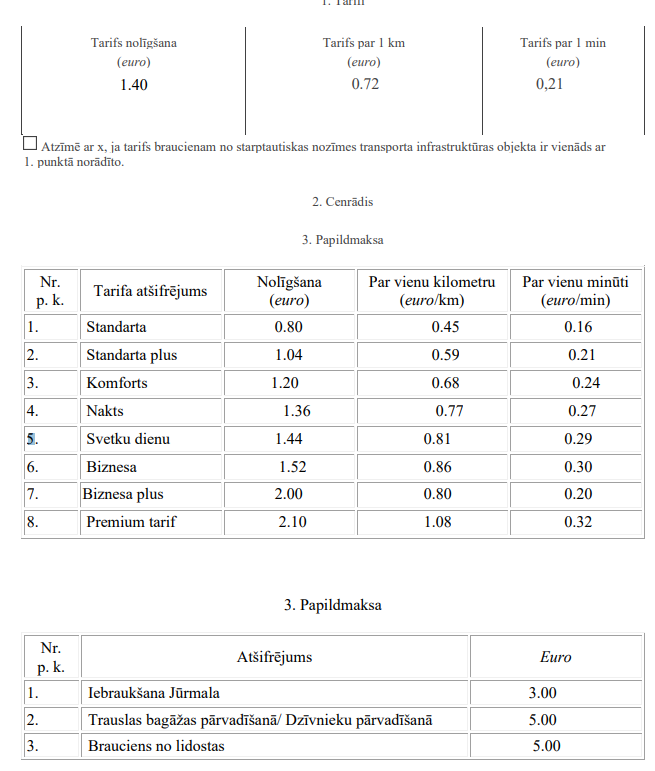 1. Tarifi
Tarifs nolīgšana Tarifs par 1 km Tarifs par 1 min
(euro) (euro) (euro)
1.40 0.72 0,21
Atzīmē ar x, ja tarifs braucienam no starptautiskas nozīmes transporta infrastruktūras objekta ir vienāds ar
1. punktā norādīto.
2. Cenrādis
3. Papildmaksa
Nr. Nolīgšana Par vienu kilometru Par vienu minūti
p. k. Tarifa atšifrējums (euro) (euro/km) (euro/min)
1. Standarta 0.80 0.45 0.16
2. Standarta plus 1.04 0.59 0.21
3. Komforts 1.20 0.68 0.24
4. Nakts 1.36 0.77 0.27
5. Svetku dienu 1.44 0.81 0.29
6. Biznesa 1.52 0.86 0.30
7. Biznesa plus 2.00 0.80 0.20
8. Premium tarif 2.10 1.08 0.32
3. Papildmaksa
Nr.
p. k. Atšifrējums Euro
1. Iebraukšana Jūrmala 3.00
2. Trauslas bagāžas pārvadīšanā/ Dzīvnieku pārvadīšanā 5.00
3. Brauciens no lidostas 5.00